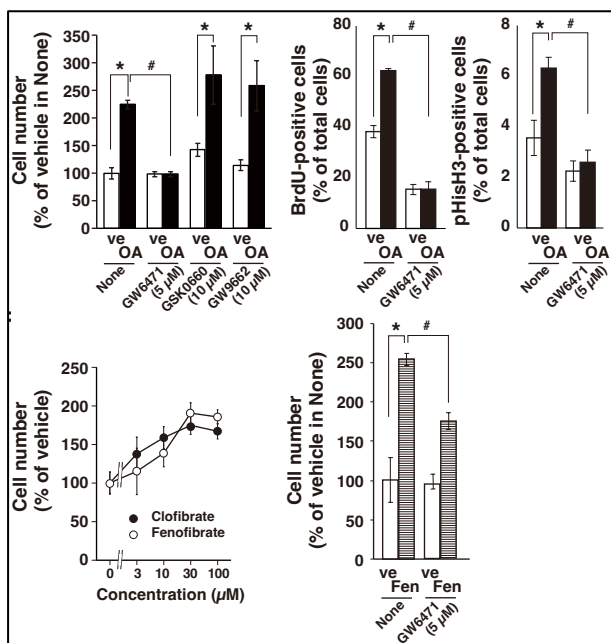 Cell number
(% of vehicle in None)
350
300
250
200
150
100
50
0
* # * *
ve OA ve OA ve OA ve OA
None
GW6471
(5 µM)
GSK0660
(10 µM)
GW9662
(10 µM)
BrdU-positive cells
(% of total cells)
80
60
40
20
0
* #
ve OA ve OA
None
GW6471
(5 µM)
pHisH3-positive cells
(% of total cells)
8
6
4
2
0
* #
ve OA ve OA
None
GW6471
(5 µM)
Cell number
(% of vehicle)
250
200
150
100
50
0
Clofibrate
Fenofibrate
0 3 10 30 100
Concentration (µM)
Cell number
(% of vehicle in None)
300
250
200
150
100
50
0
* #
ve Fen ve Fen
None
GW6471
(5 µM)